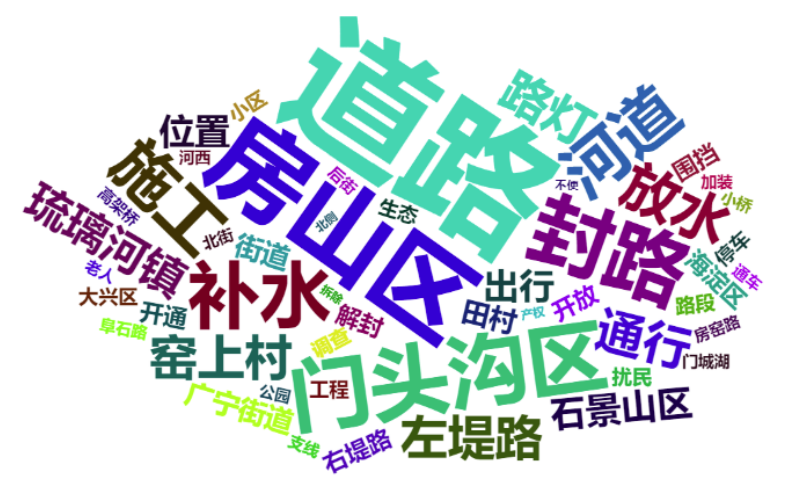 道路
路灯
河道
小区
位置
河西
房山区
施工
后街
不便
围挡
加装
小桥
放水
封路
琉璃河镇
高架桥
北街
北侧
生态
停车
海淀区
通车
街道
老人
大兴区
补水
拆除
出行
田村
产权
开放
路段
通行
房窑路
门城湖
开通
阜石路
解封
调查
窑上村
门头沟区
扰民
公园
工程
石景山区
广宁街道
支线
右堤路
左堤路